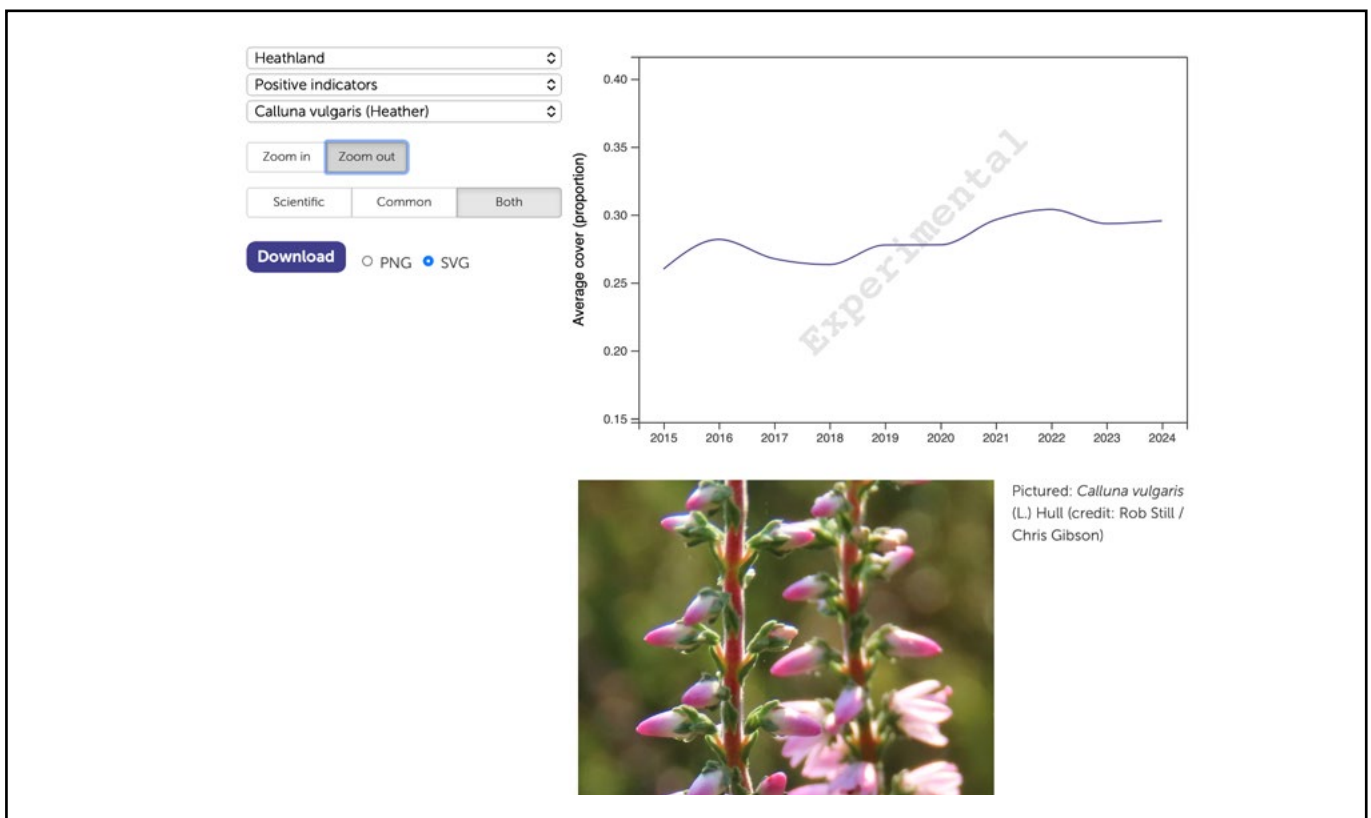 Heathland
Positive indicators
Calluna vulgaris (Heather)
Zoom in
Zoom out
Scientific
Common
Both
Download
PNG
SVG
Average cover (proportion)
0.40
0.35
0.30
0.25
0.20
0.15
2015 2016 2017 2018 2019 2020 2021 2022 2023 2024
Experimental
Pictured: Calluna vulgaris
(L.) Hull (credit: Rob Still /
Chris Gibson)